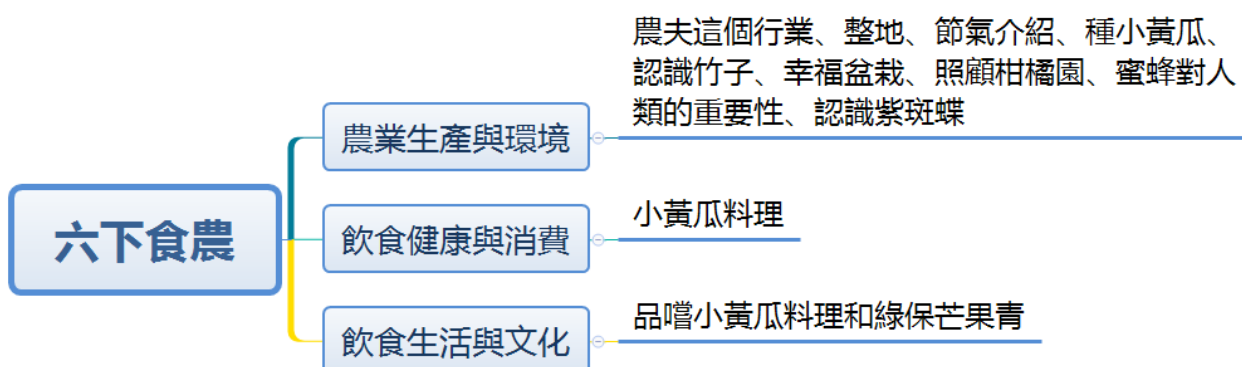 農夫這個行業、整地、節氣介紹、種小黃瓜、
認識竹子、幸福盆栽、照顧柑橘園、蜜蜂對人
類的重要性、認識紫斑蝶
農業生產與環境
六下食農
飲食健康與消費
小黃瓜料理
飲食生活與文化
品嚐小黃瓜料理和綠保芒果青